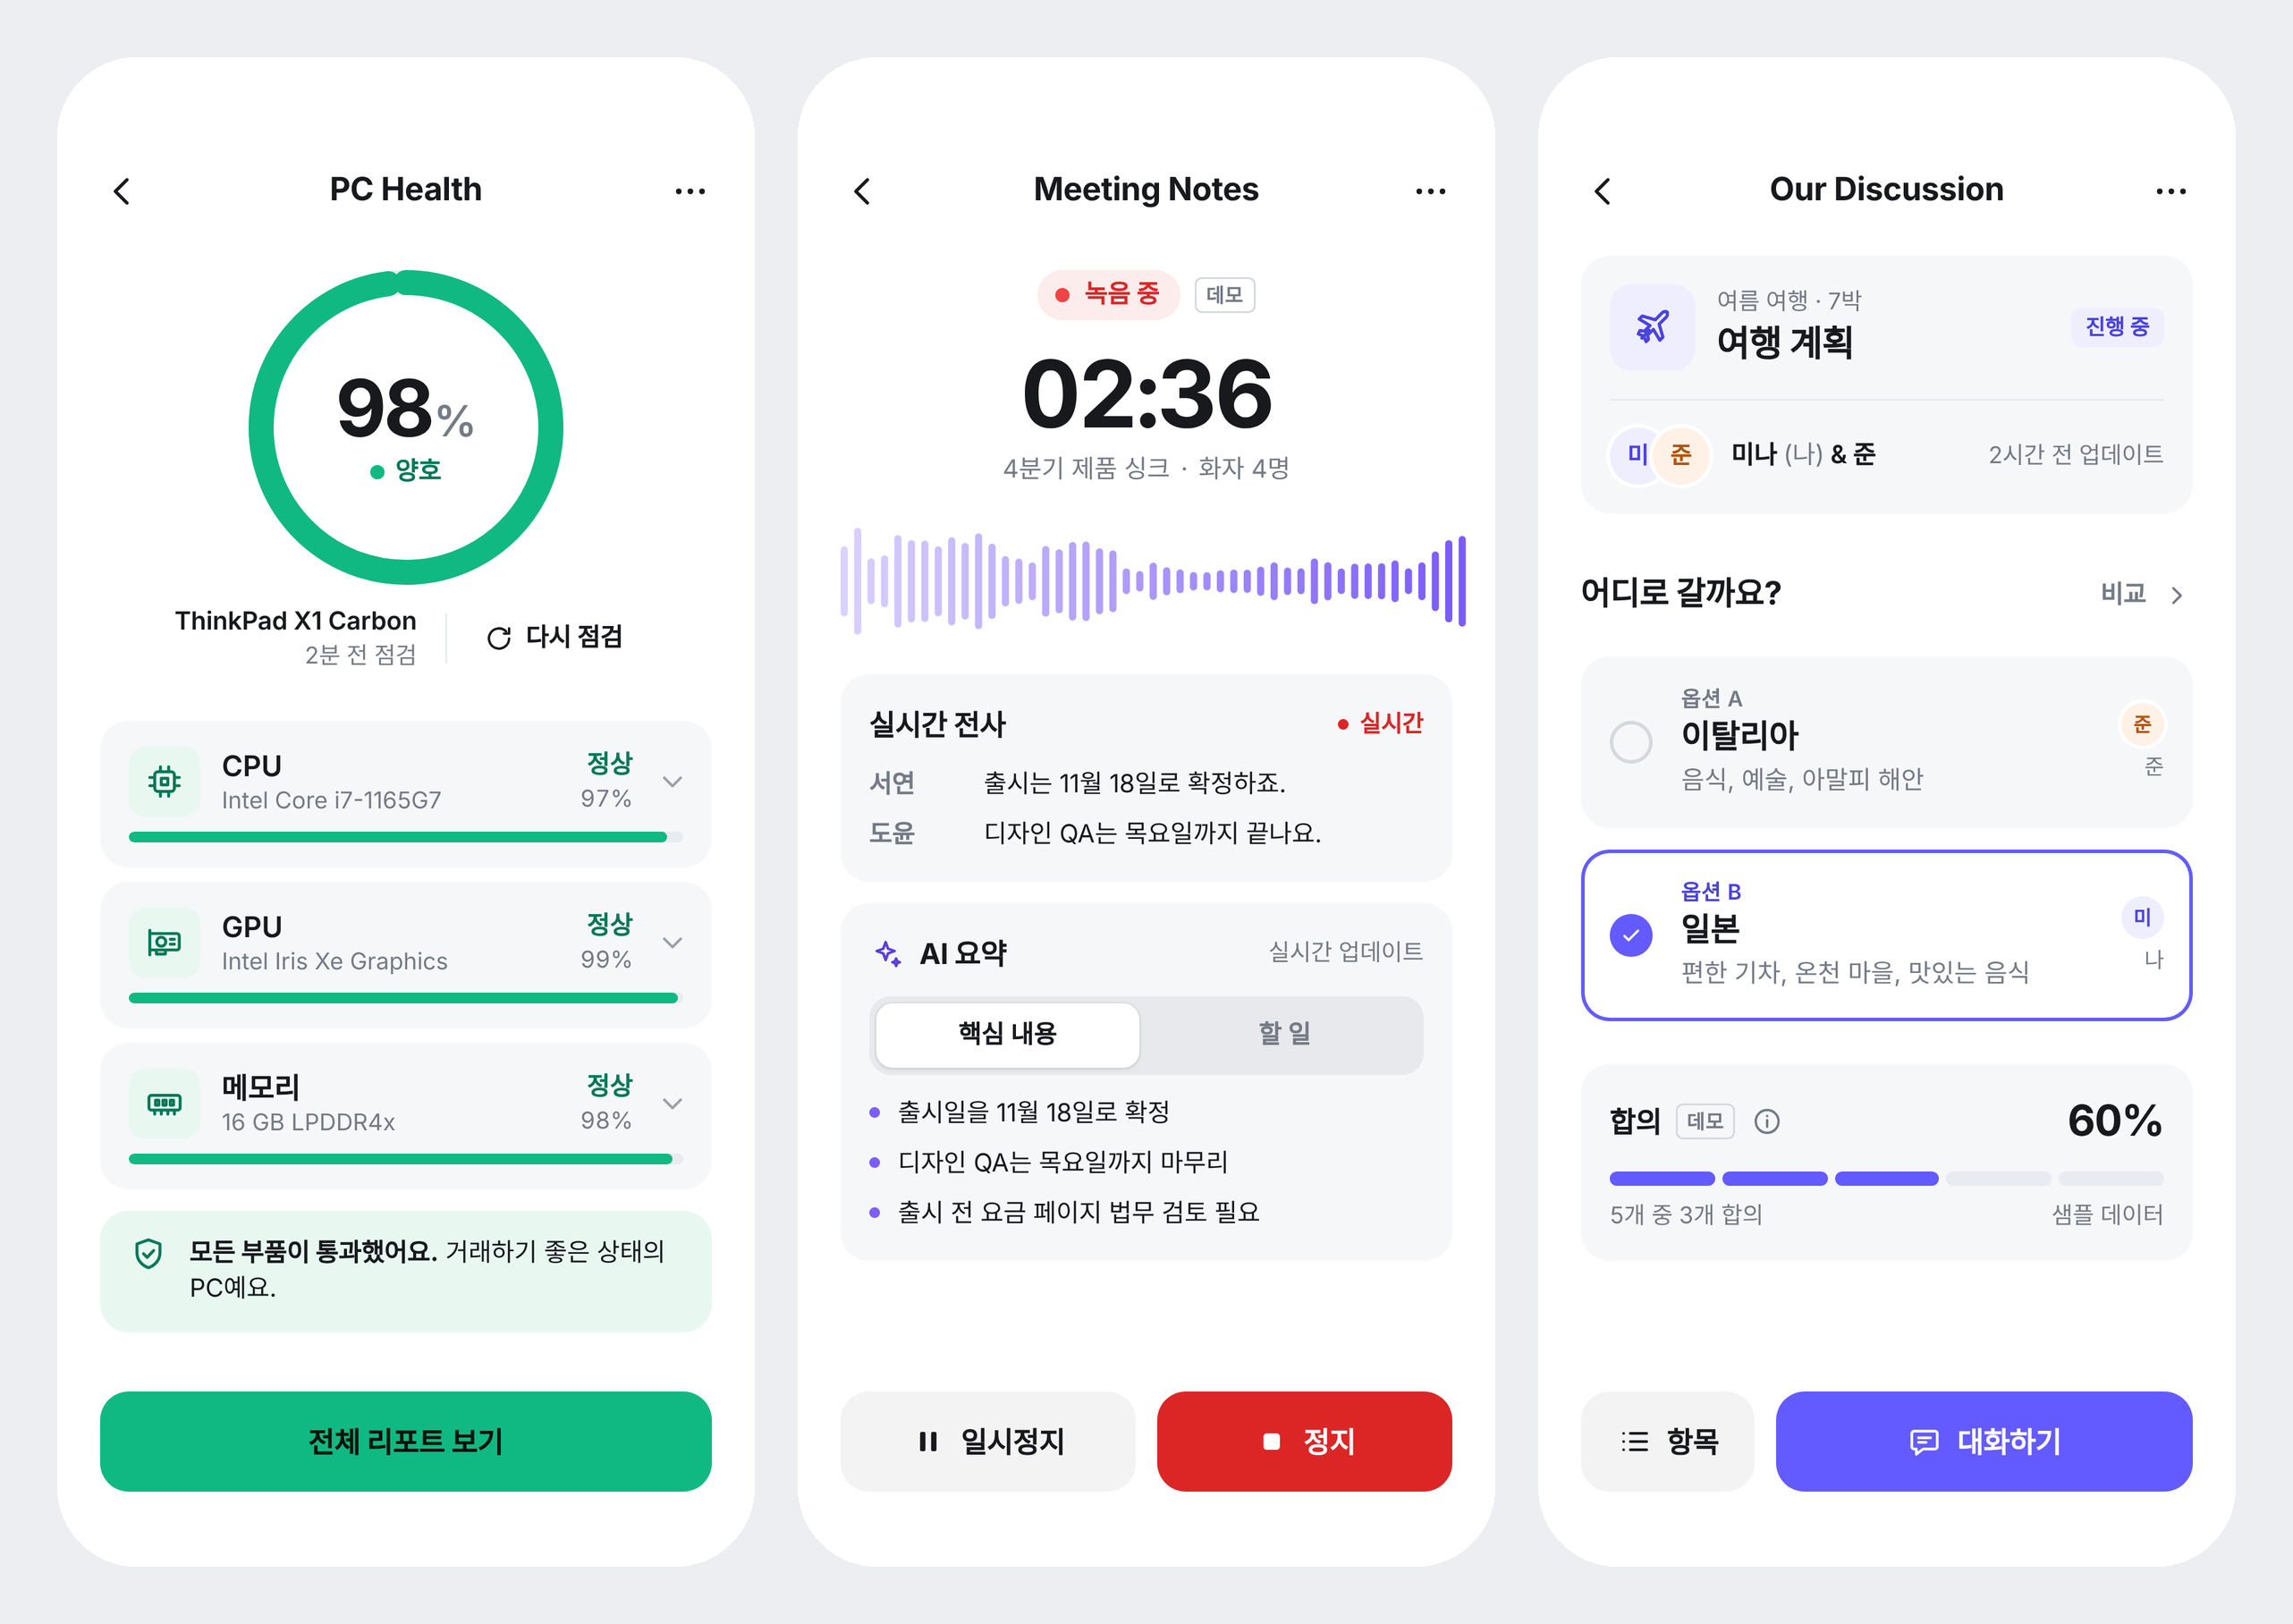 PC Health
98%
양호
ThinkPad X1 Carbon
2분 전 점검
다시 점검
CPU
Intel Core i7-1165G7
정상
97%
GPU
Intel Iris Xe Graphics
정상
99%
메모리
16 GB LPDDR4x
정상
98%
모든 부품이 통과했어요. 거래하기 좋은 상태의
PC예요.
전체 리포트 보기
Meeting Notes
녹음 중
데모
02:36
4분기 제품 싱크 · 화자 4명
실시간 전사
실시간
서연 출시는 11월 18일로 확정하죠.
도윤 디자인 QA는 목요일까지 끝나요.
AI 요약
실시간 업데이트
핵심 내용
할 일
출시일을 11월 18일로 확정
디자인 QA는 목요일까지 마무리
출시 전 요금 페이지 법무 검토 필요
일시정지
정지
Our Discussion
여름 여행 · 7박
여행 계획
진행 중
미 준 미나 (나) & 준
2시간 전 업데이트
어디로 갈까요?
비교
옵션 A
이탈리아
음식, 예술, 아말피 해안
준
준
옵션 B
일본
편한 기차, 온천 마을, 맛있는 음식
미
나
합의 데모
60%
5개 중 3개 합의
샘플 데이터
항목
대화하기